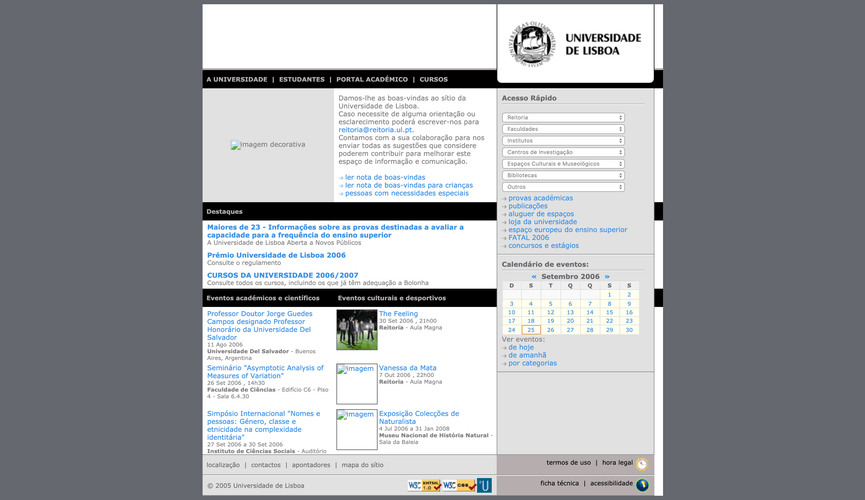 UNIVERSIDADE
DE LISBOA
A UNIVERSIDADE | ESTUDANTES | PORTAL ACADÉMICO | CURSOS
imagem decorativa
Damos-lhe as boas-vindas ao sítio da
Universidade de Lisboa.
Caso necessite de alguma orientação ou
esclarecimento poderá escrever-nos para
reitoria@reitoria.ul.pt.
Contamos com a sua colaboração para nos
enviar todas as sugestões que considere
poderem contribuir para melhorar este
espaço de informação e comunicação.
ler nota de boas-vindas
ler nota de boas-vindas para crianças
pessoas com necessidades especiais
Destaques
Maiores de 23 - Informações sobre as provas destinadas a avaliar a
capacidade para a frequência do ensino superior
A Universidade de Lisboa Aberta a Novos Públicos
Prémio Universidade de Lisboa 2006
Consulte o regulamento
CURSOS DA UNIVERSIDADE 2006/2007
Consulte todos os cursos, incluindo os que já têm adequação a Bolonha
Eventos académicos e científicos
Professor Doutor Jorge Guedes
Campos designado Professor
Honorário da Universidade Del
Salvador
11 Ago 2006
Universidade Del Salvador - Buenos
Aires, Argentina
Seminário "Asymptotic Analysis of
Measures of Variation"
26 Set 2006 , 14h30
Faculdade de Ciências - Edifício C6 - Piso
4 - Sala 6.4.30
Simpósio Internacional "Nomes e
pessoas: Género, classe e
etnicidade na complexidade
identitária"
27 Set 2006 a 30 Set 2006
Instituto de Ciências Sociais - Auditório
Eventos culturais e desportivos
The Feeling
30 Set 2006 , 21h00
Reitoria - Aula Magna
imagem
Vanessa da Mata
7 Out 2006 , 22h00
Reitoria - Aula Magna
imagem
Exposição Colecções de
Naturalista
4 Jul 2006 a 31 Jan 2008
Museu Nacional de História Natural -
Sala da Baleia
Acesso Rápido
Reitoria
Faculdades
Institutos
Centros de Investigação
Espaços Culturais e Museológicos
Bibliotecas
Outros
provas académicas
publicações
aluguer de espaços
loja da universidade
espaço europeu do ensino superior
FATAL 2006
concursos e estágios
Calendário de eventos:
« Setembro 2006 »
D S T Q Q S S
1 2
3 4 5 6 7 8 9
10 11 12 13 14 15 16
17 18 19 20 21 22 23
24 25 26 27 28 29 30
Ver eventos:
de hoje
de amanhã
por categorias
localização | contactos | apontadores | mapa do sítio
termos de uso | hora legal
© 2005 Universidade de Lisboa
W3C XHTML 1.0
W3C CSS
U
ficha técnica | acessibilidade